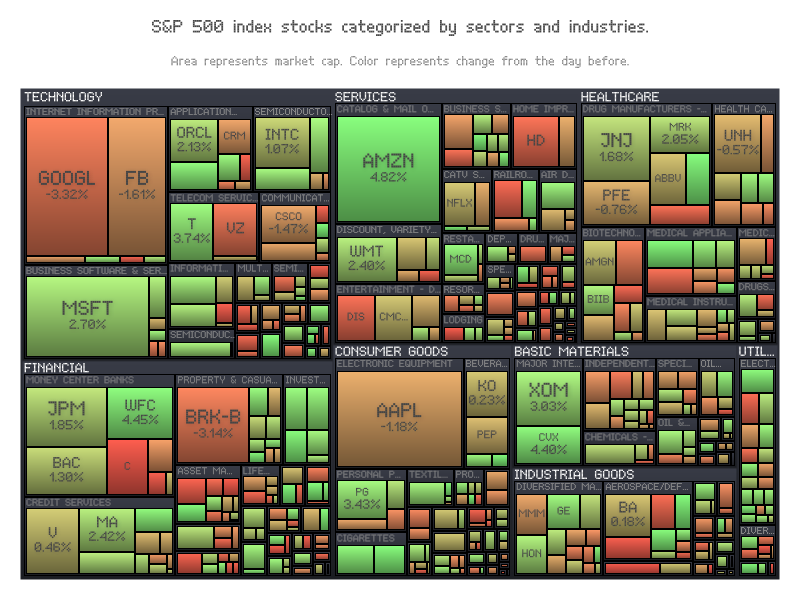 S&P 500 index stocks categorized by sectors and industries.
Area represents market cap. Color represents change from the day before.
TECHNOLOGY
INTERNET INFORMATION PR...
GOOGL
-3.32%
FB
-1.61%
APPLICATION...
ORCL
2.13%
CRM
SEMICONDUCTO...
INTC
1.07%
TELECOM SERVIC...
T
3.74%
VZ
COMMUNICAT...
CSCO
-1.47%
BUSINESS SOFTWARE & SER...
MSFT
2.70%
INFORMATI...
MULT...
SEMI...
SEMICONDUC...
SERVICES
CATALOG & MAIL O...
AMZN
4.82%
BUSINESS S...
HOME IMPR...
HD
CATV S...
NFLX
RAILRO...
AIR D...
DISCOUNT, VARIETY...
WMT
2.40%
RESTA...
MCD
DEP...
DRU...
MAJ...
SPE...
ENTERTAINMENT - D...
DIS
CMC...
RESOR...
LODGING
HEALTHCARE
DRUG MANUFACTURERS -...
JNJ
1.68%
MRK
2.05%
PFE
-0.76%
ABBV
HEALTH CA...
UNH
-0.57%
BIOTECHNO...
AMGN
BIIB
MEDICAL APPLIA...
MEDIC...
MEDICAL INSTRU...
DRUGS...
FINANCIAL
MONEY CENTER BANKS
JPM
1.85%
WFC
4.45%
BAC
1.30%
C
PROPERTY & CASUA...
BRK-B
-3.14%
INVEST...
ASSET MA...
LIFE...
CREDIT SERVICES
V
0.46%
MA
2.42%
CONSUMER GOODS
ELECTRONIC EQUIPMENT
AAPL
-1.18%
BEVERA...
KO
0.23%
PEP
PERSONAL P...
PG
3.43%
TEXTIL...
PRO...
CIGARETTES
BASIC MATERIALS
MAJOR INTE...
XOM
3.03%
CVX
4.40%
INDEPENDENT...
SPECI...
OIL...
OIL &...
CHEMICALS -...
UTIL...
ELECT...
DIVER...
INDUSTRIAL GOODS
DIVERSIFIED MA...
MMM
GE
HON
AEROSPACE/DEF...
BA
0.18%